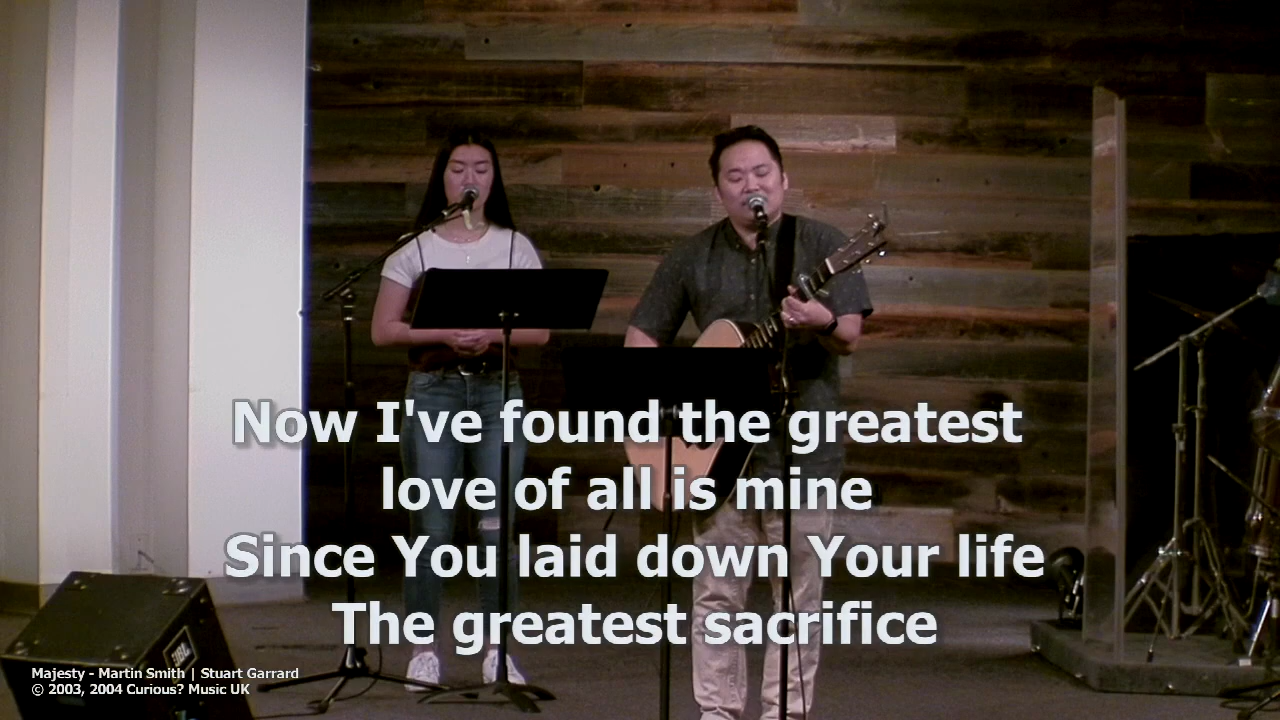 Now I've found the greatest
love of all is mine
Since You laid down Your life
The greatest sacrifice
JBL
Majesty - Martin Smith | Stuart Garrard
© 2003, 2004 Curious? Music UK